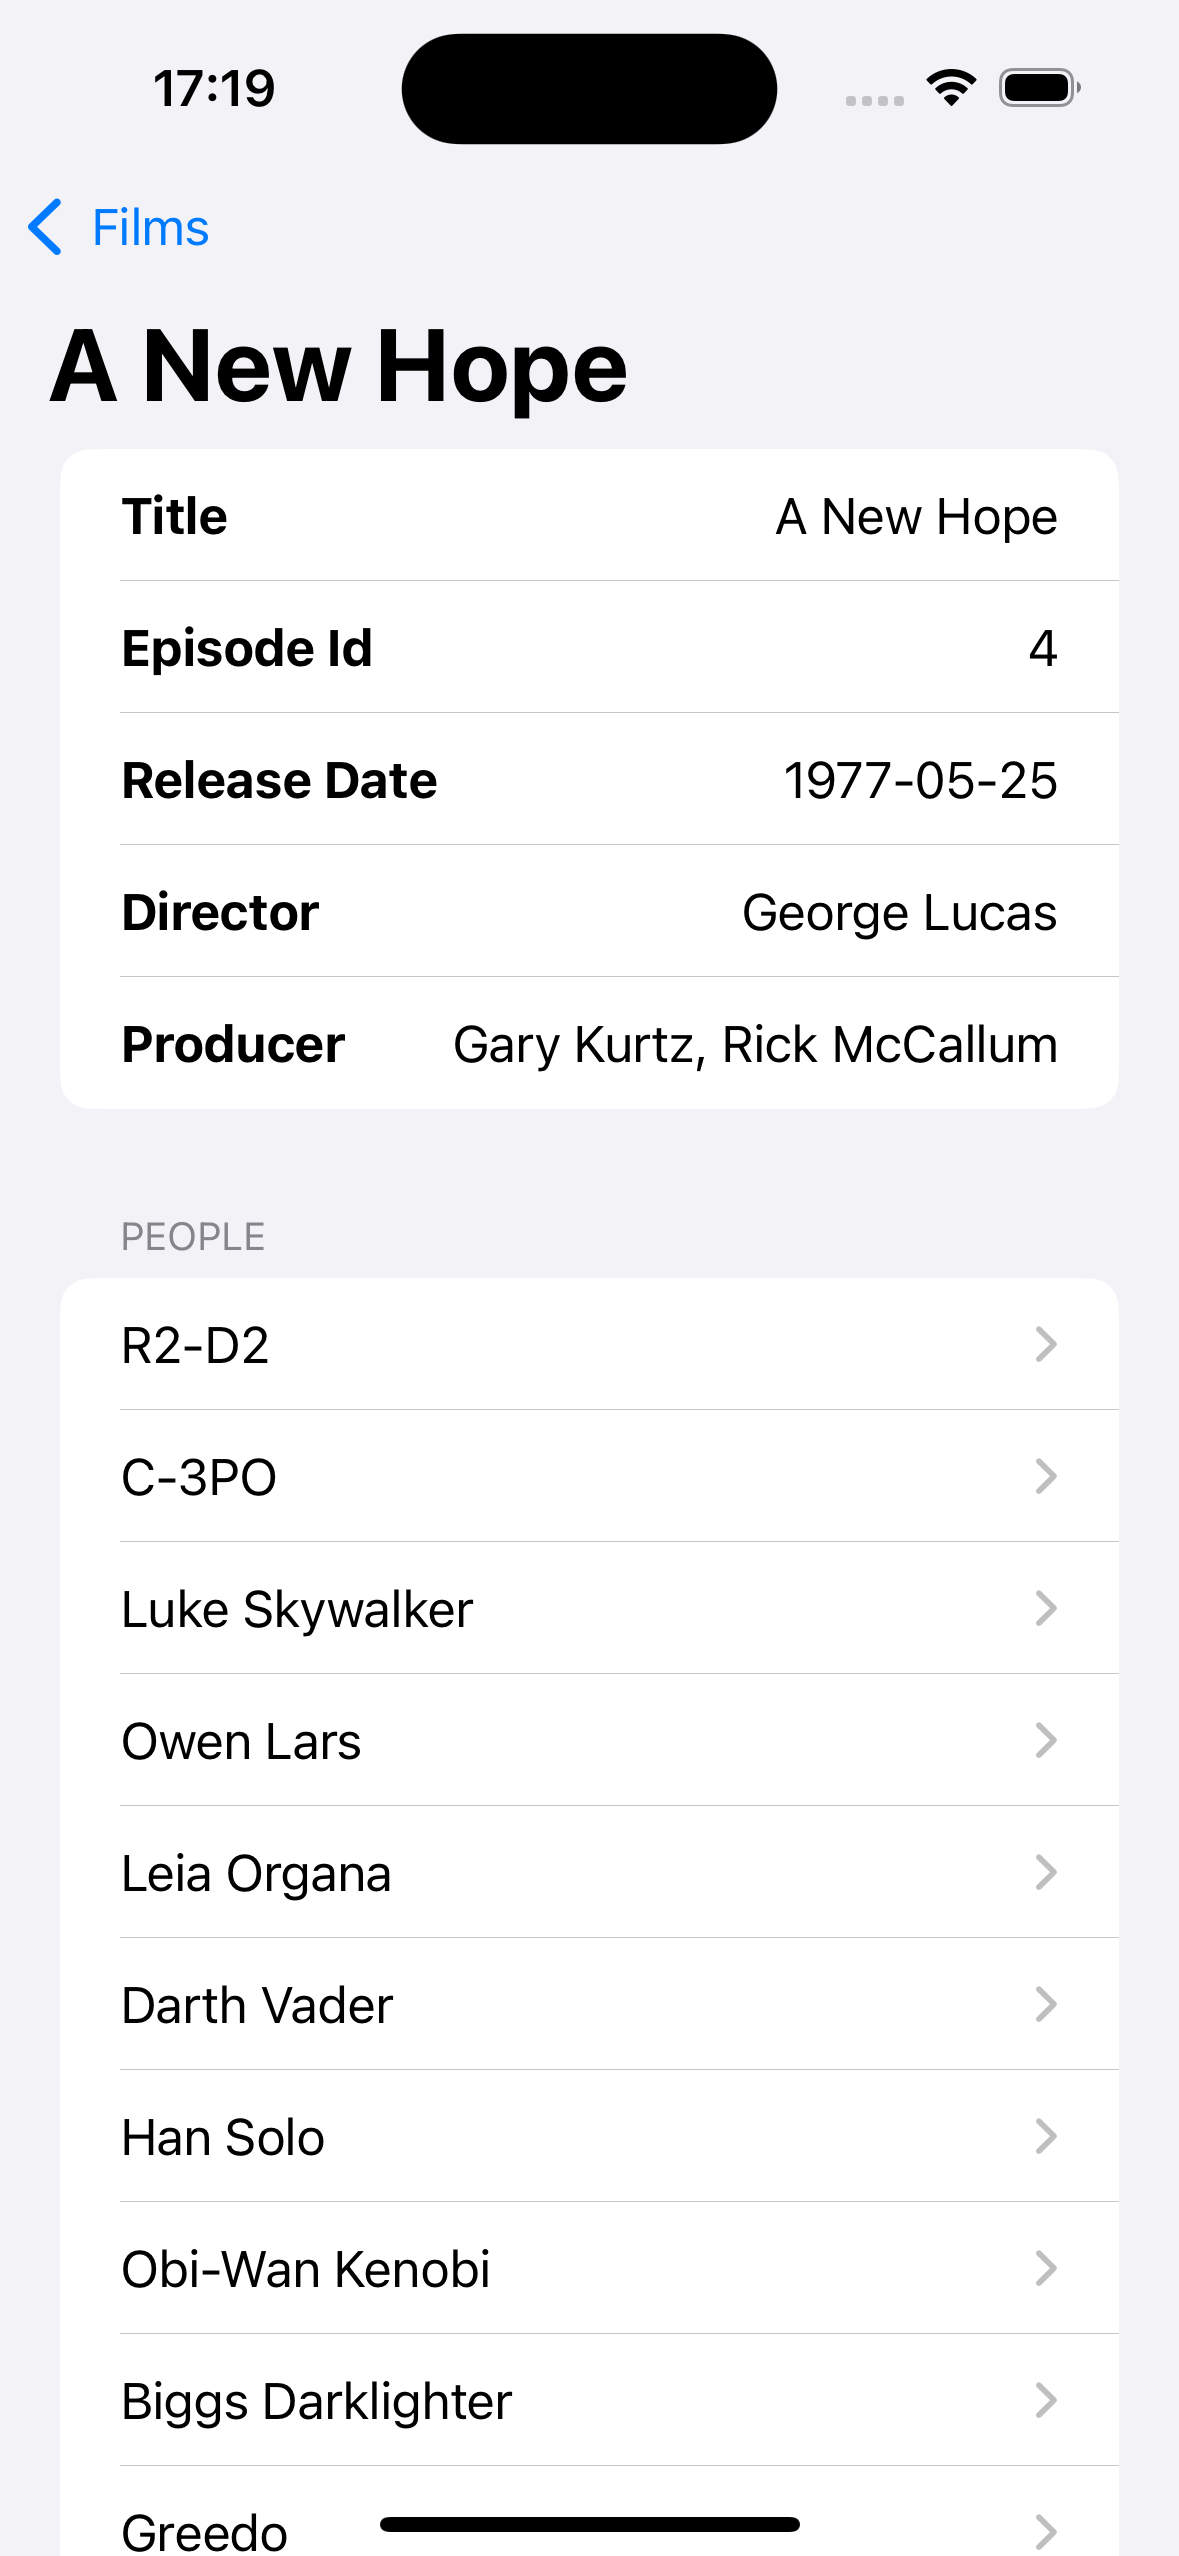 17:19
Films
A New Hope
Title A New Hope
Episode Id 4
Release Date 1977-05-25
Director George Lucas
Producer Gary Kurtz, Rick McCallum
PEOPLE
R2-D2
C-3PO
Luke Skywalker
Owen Lars
Leia Organa
Darth Vader
Han Solo
Obi-Wan Kenobi
Biggs Darklighter
Greedo